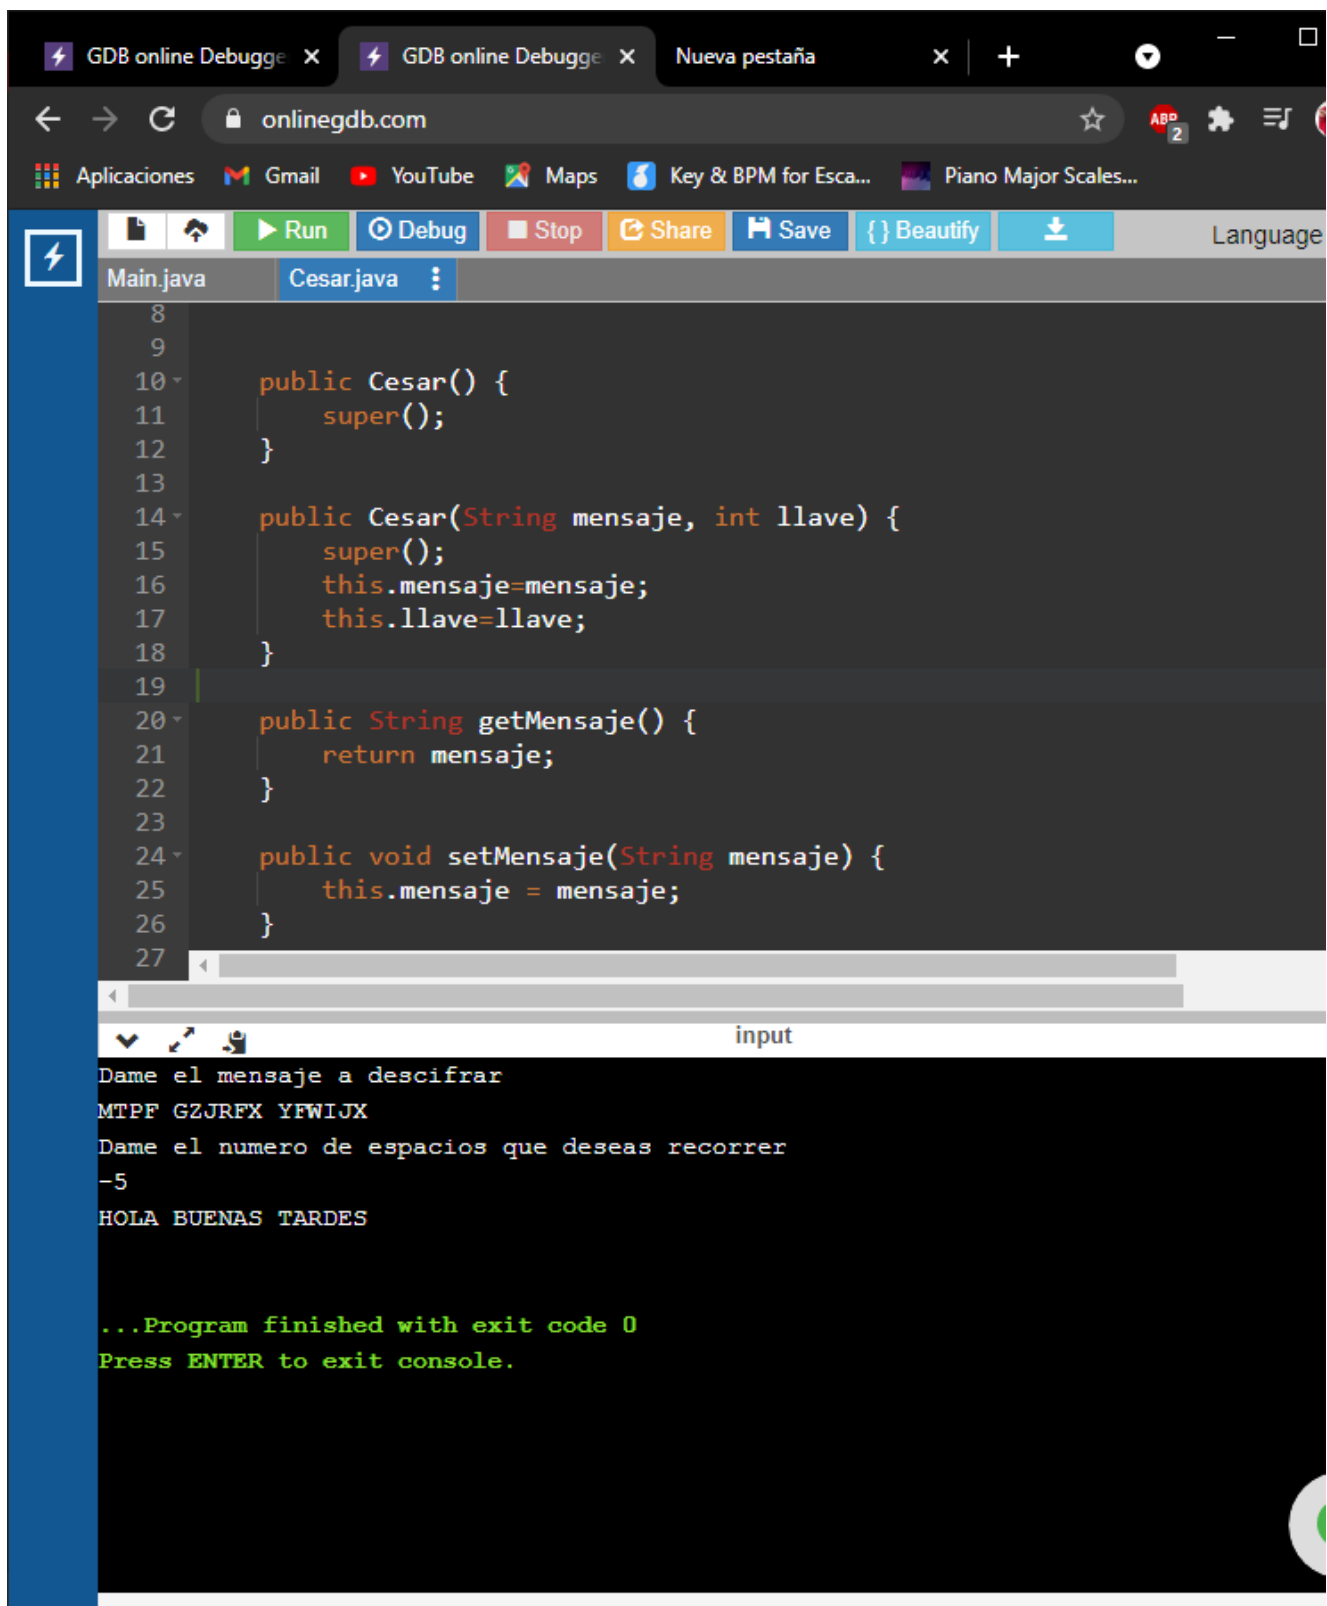 GDB online Debugge
GDB online Debugge
Nueva pestaña
onlinegdb.com
ABP
2
Aplicaciones Gmail YouTube Maps Key & BPM for Esca... Piano Major Scales...
Run Debug Stop Share Save { } Beautify Language
Main.java Cesar.java
8
9
10 public Cesar() {
11 super();
12 }
13
14 public Cesar(String mensaje, int llave) {
15 super();
16 this.mensaje=mensaje;
17 this.llave=llave;
18 }
19
20 public String getMensaje() {
21 return mensaje;
22 }
23
24 public void setMensaje(String mensaje) {
25 this.mensaje = mensaje;
26 }
27
input
Dame el mensaje a descifrar
MTPF GZJRFX YFWIJX
Dame el numero de espacios que deseas recorrer
-5
HOLA BUENAS TARDES
...Program finished with exit code 0
Press ENTER to exit console.